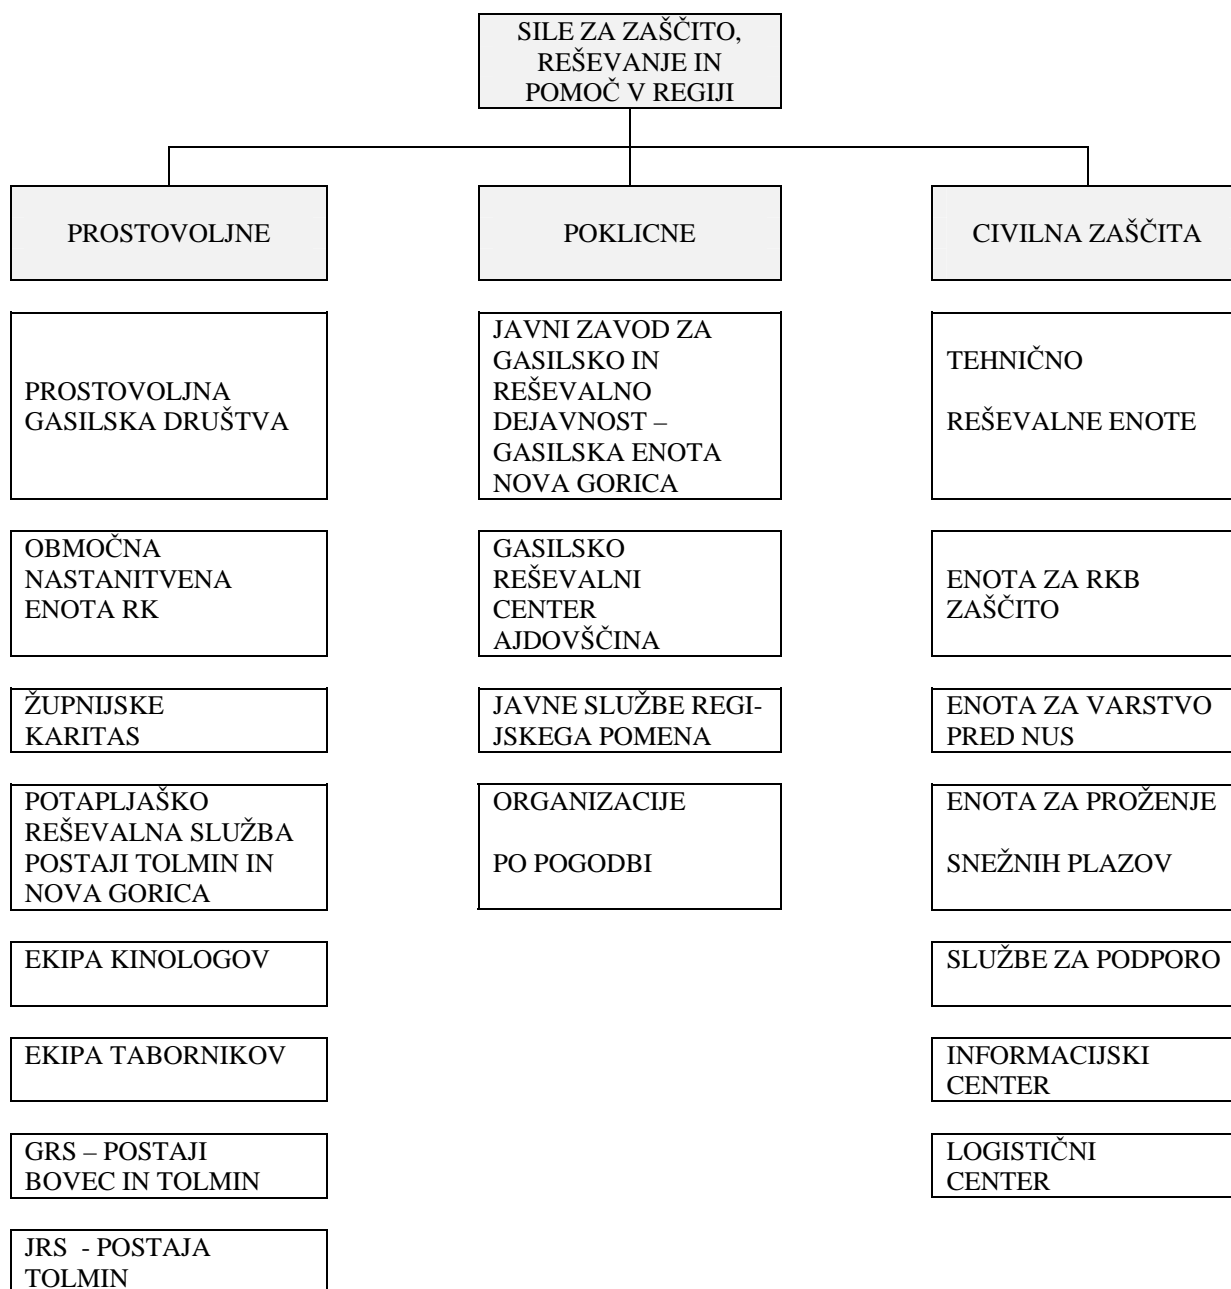 SILE ZA ZAŠČITO,
REŠEVANJE IN
POMOČ V REGIJI
PROSTOVOLJNE
POKLICNE
CIVILNA ZAŠČITA
PROSTOVOLJNA
GASILSKA DRUŠTVA
JAVNI ZAVOD ZA
GASILSKO IN
REŠEVALNO
DEJAVNOST –
GASILSKA ENOTA
NOVA GORICA
TEHNIČNO
REŠEVALNE ENOTE
OBMOČNA
NASTANITVENA
ENOTA RK
GASILSKO
REŠEVALNI
CENTER
AJDOVŠČINA
ENOTA ZA RKB
ZAŠČITO
ŽUPNIJSKE
KARITAS
JAVNE SLUŽBE REGI-
JSKEGA POMENA
ENOTA ZA VARSTVO
PRED NUS
POTAPLJAŠKO
REŠEVALNA SLUŽBA
POSTAJI TOLMIN IN
NOVA GORICA
ORGANIZACIJE
PO POGODBI
ENOTA ZA PROŽENJE
SNEŽNIH PLAZOV
EKIPA KINOLOGOV
SLUŽBE ZA PODPORO
EKIPA TABORNIKOV
INFORMACIJSKI
CENTER
GRS – POSTAJI
BOVEC IN TOLMIN
LOGISTIČNI
CENTER
JRS - POSTAJA
TOLMIN